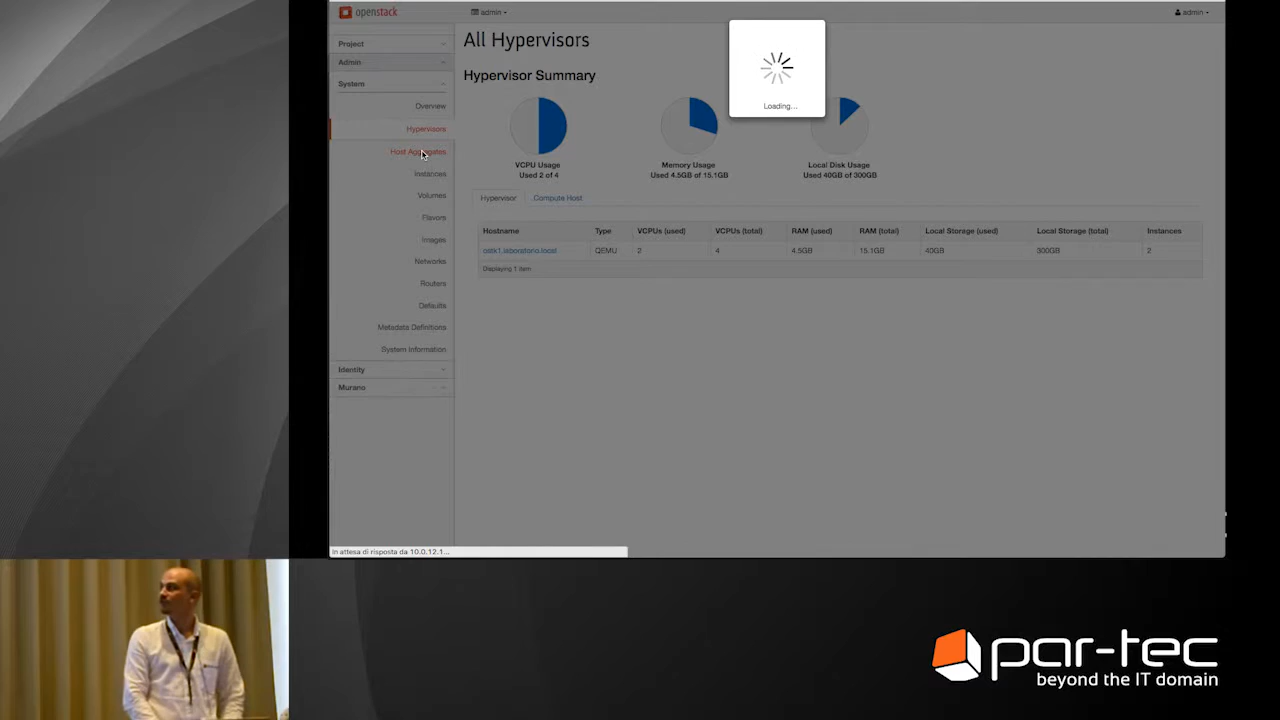 openstack
admin
admin
Project
Admin
System
Overview
Hypervisors
Host Aggregates
Instances
Volumes
Flavors
Images
Networks
Routers
Defaults
Metadata Definitions
System Information
Identity
Murano
All Hypervisors
Hypervisor Summary
Loading...
VCPU Usage
Used 2 of 4
Memory Usage
Used 4.5GB of 15.1GB
Local Disk Usage
Used 40GB of 300GB
Hypervisor Compute Host
Hostname Type VCPUs (used) VCPUs (total) RAM (used) RAM (total) Local Storage (used) Local Storage (total) Instances
ostk1.laboratorio.local QEMU 2 4 4.5GB 15.1GB 40GB 300GB 2
Displaying 1 item
In attesa di risposta da 10.0.12.1...
par-tec
beyond the IT domain